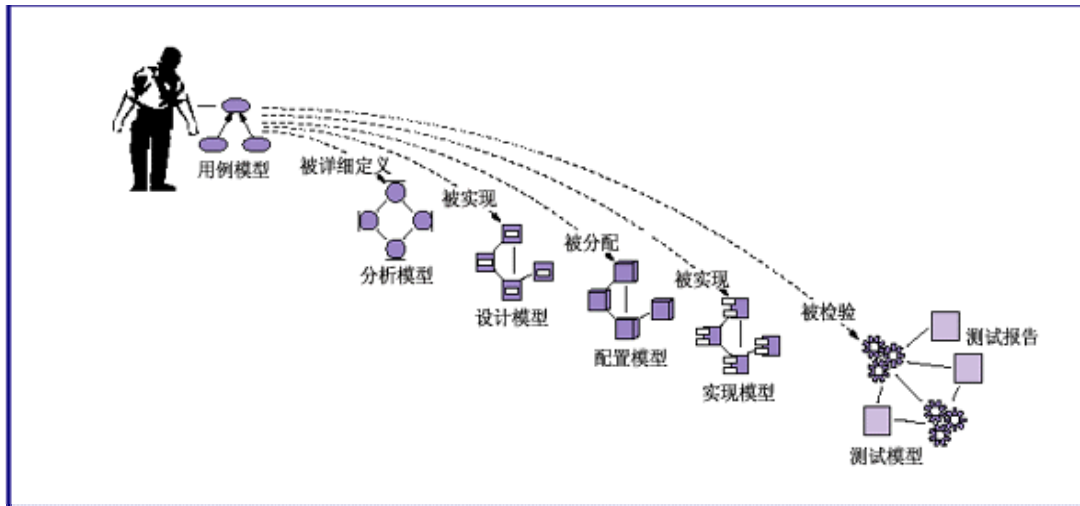 用例模型
被详细定义
分析模型
被实现
设计模型
被分配
配置模型
被实现
实现模型
被检验
测试报告
测试模型